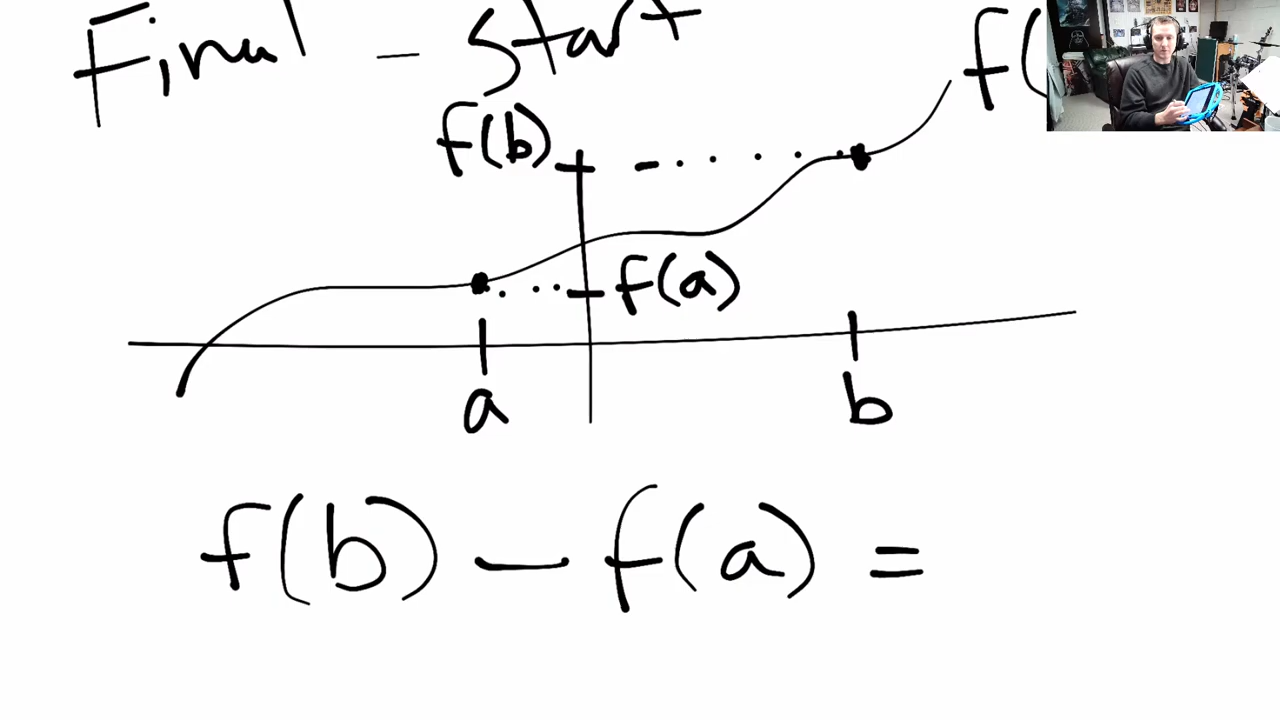 Final - Start
f(
f(b)
f(a)
a b
f(b) - f(a) =